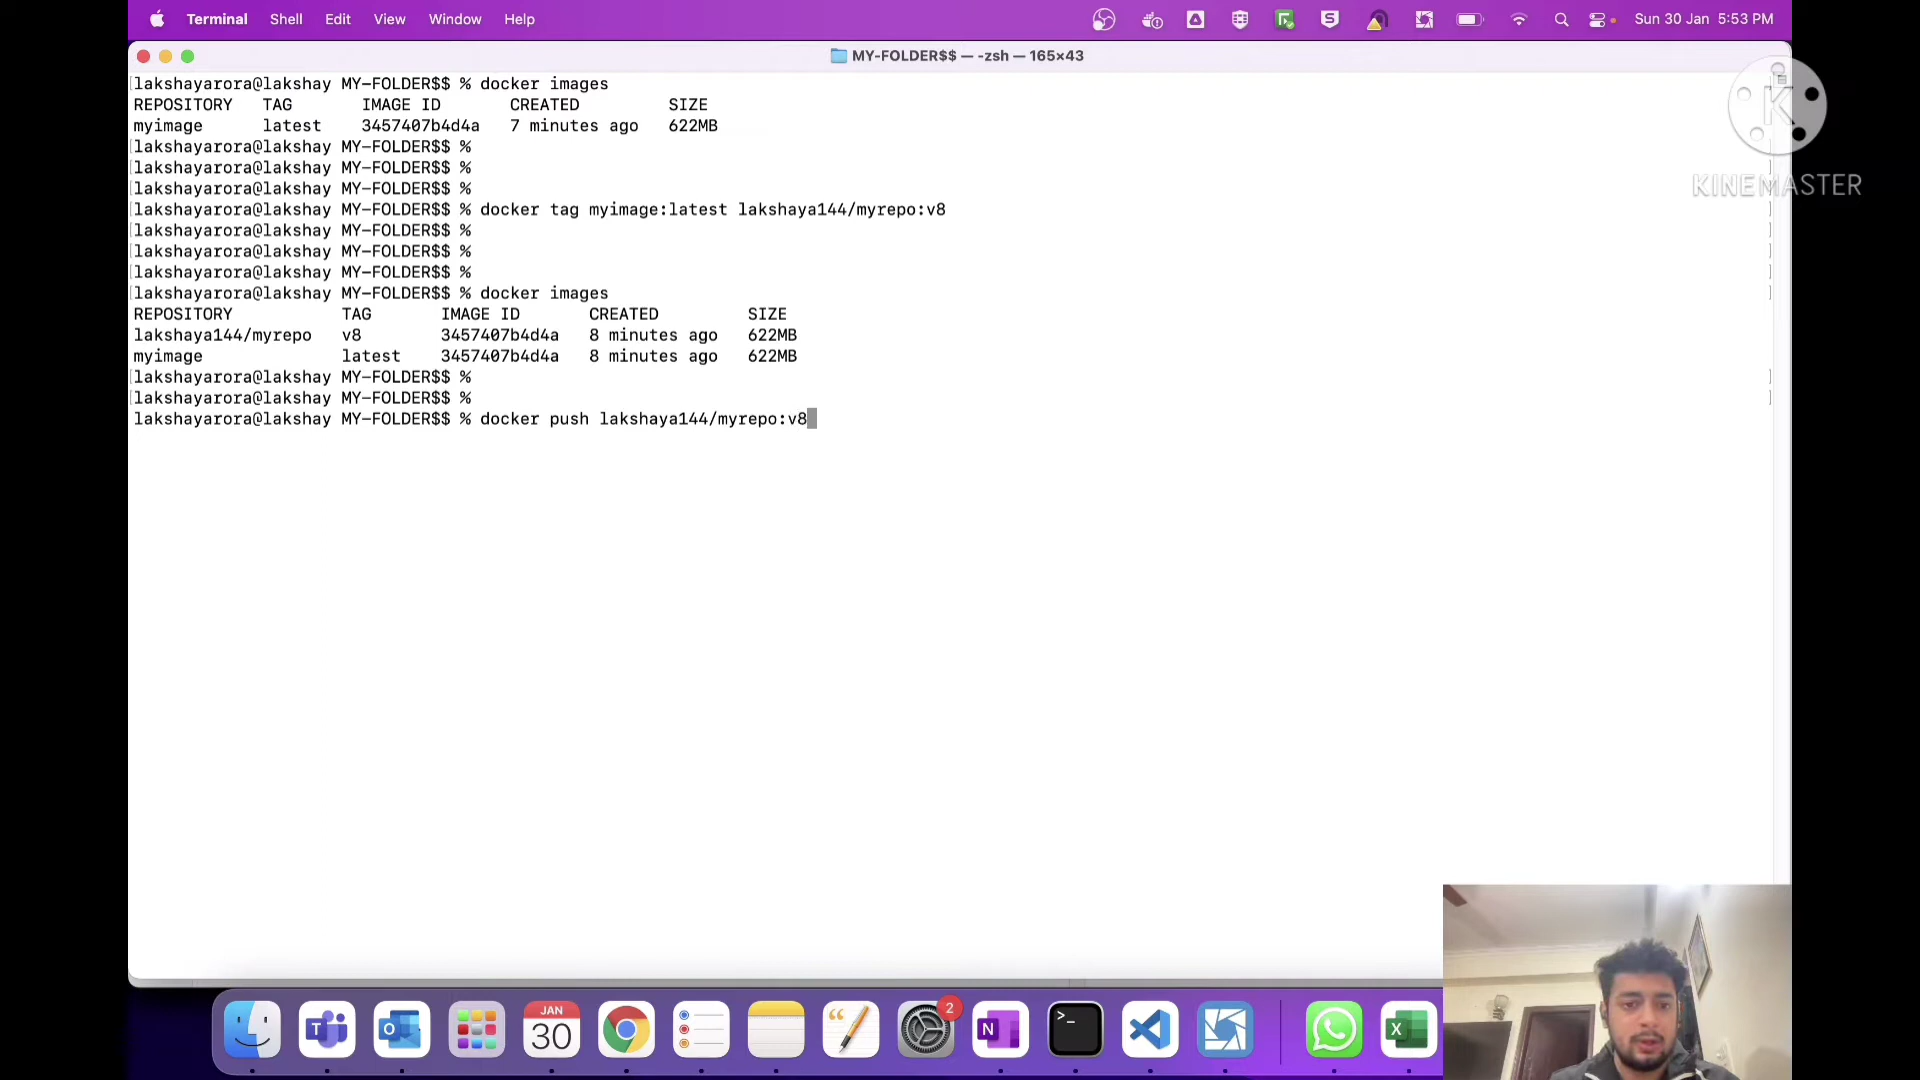 Terminal Shell Edit View Window Help Sun 30 Jan 5:53 PM
MY-FOLDER$$ — -zsh — 165×43
lakshayarora@lakshay MY-FOLDER$$ % docker images
REPOSITORY TAG IMAGE ID CREATED SIZE
myimage latest 3457407b4d4a 7 minutes ago 622MB
lakshayarora@lakshay MY-FOLDER$$ %
lakshayarora@lakshay MY-FOLDER$$ %
lakshayarora@lakshay MY-FOLDER$$ %
lakshayarora@lakshay MY-FOLDER$$ % docker tag myimage:latest lakshaya144/myrepo:v8
lakshayarora@lakshay MY-FOLDER$$ %
lakshayarora@lakshay MY-FOLDER$$ %
lakshayarora@lakshay MY-FOLDER$$ %
lakshayarora@lakshay MY-FOLDER$$ % docker images
REPOSITORY TAG IMAGE ID CREATED SIZE
lakshaya144/myrepo v8 3457407b4d4a 8 minutes ago 622MB
myimage latest 3457407b4d4a 8 minutes ago 622MB
lakshayarora@lakshay MY-FOLDER$$ %
lakshayarora@lakshay MY-FOLDER$$ %
lakshayarora@lakshay MY-FOLDER$$ % docker push lakshaya144/myrepo:v8
K
KINEMASTER
JAN
30
2
T
O
N
>_
X
S